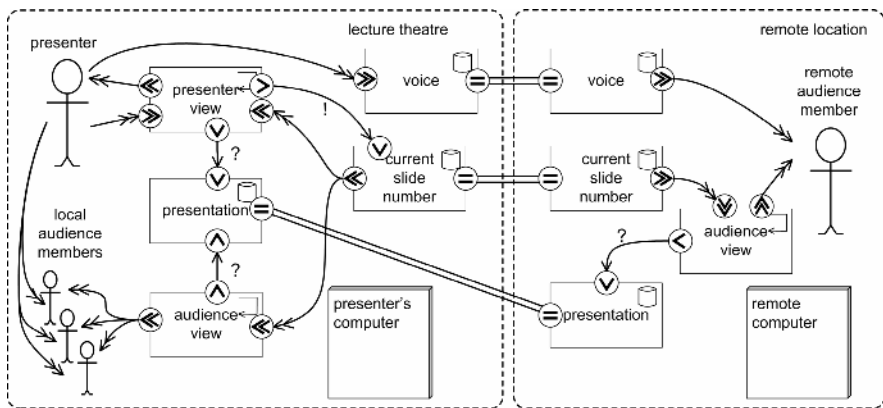 lecture theatre
remote location
presenter
voice
voice
remote
audience
member
presenter
view
!
?
current
slide
number
current
slide
number
presentation
local
audience
members
?
?
audience
view
audience
view
presenter's
computer
presentation
remote
computer